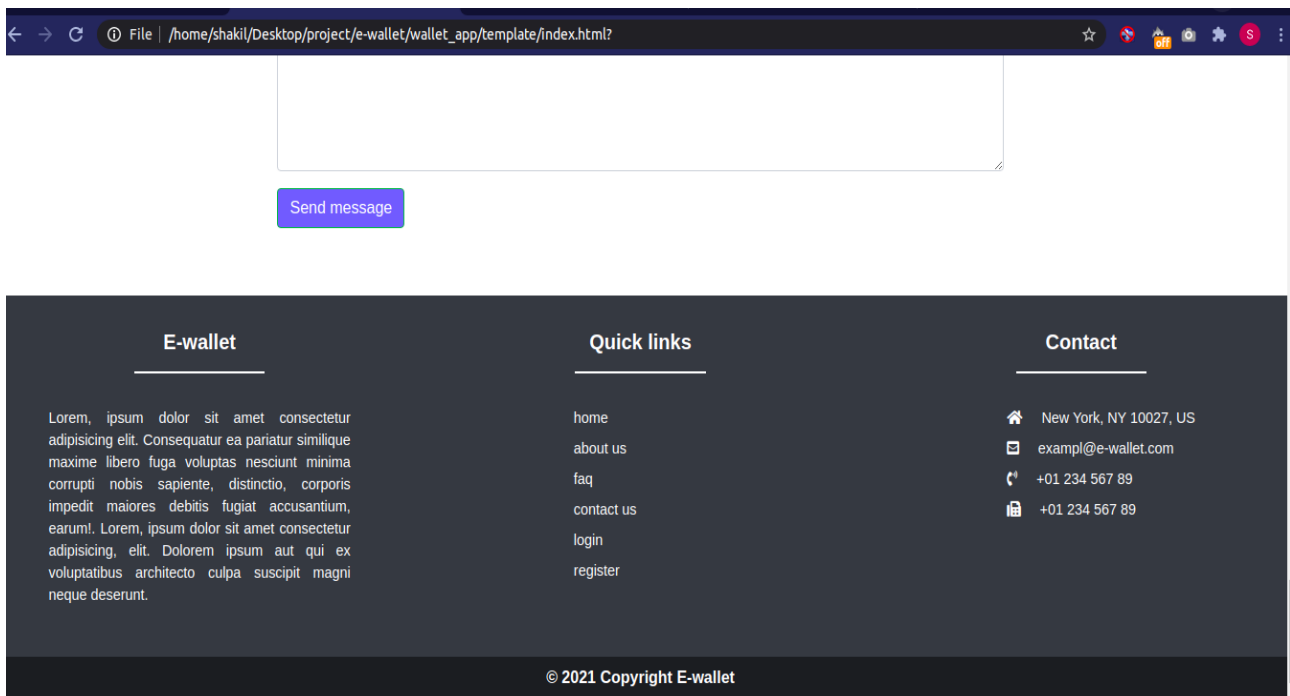 File | /home/shakil/Desktop/project/e-wallet/wallet_app/template/index.html?
off
S
Send message
E-wallet
Lorem, ipsum dolor sit amet consectetur
adipisicing elit. Consequatur ea pariatur similique
maxime libero fuga voluptas nesciunt minima
corrupti nobis sapiente, distinctio, corporis
impedit maiores debitis fugiat accusantium,
earum!. Lorem, ipsum dolor sit amet consectetur
adipisicing, elit. Dolorem ipsum aut qui ex
voluptatibus architecto culpa suscipit magni
neque deserunt.
Quick links
home
about us
faq
contact us
login
register
Contact
New York, NY 10027, US
exampl@e-wallet.com
+01 234 567 89
+01 234 567 89
© 2021 Copyright E-wallet